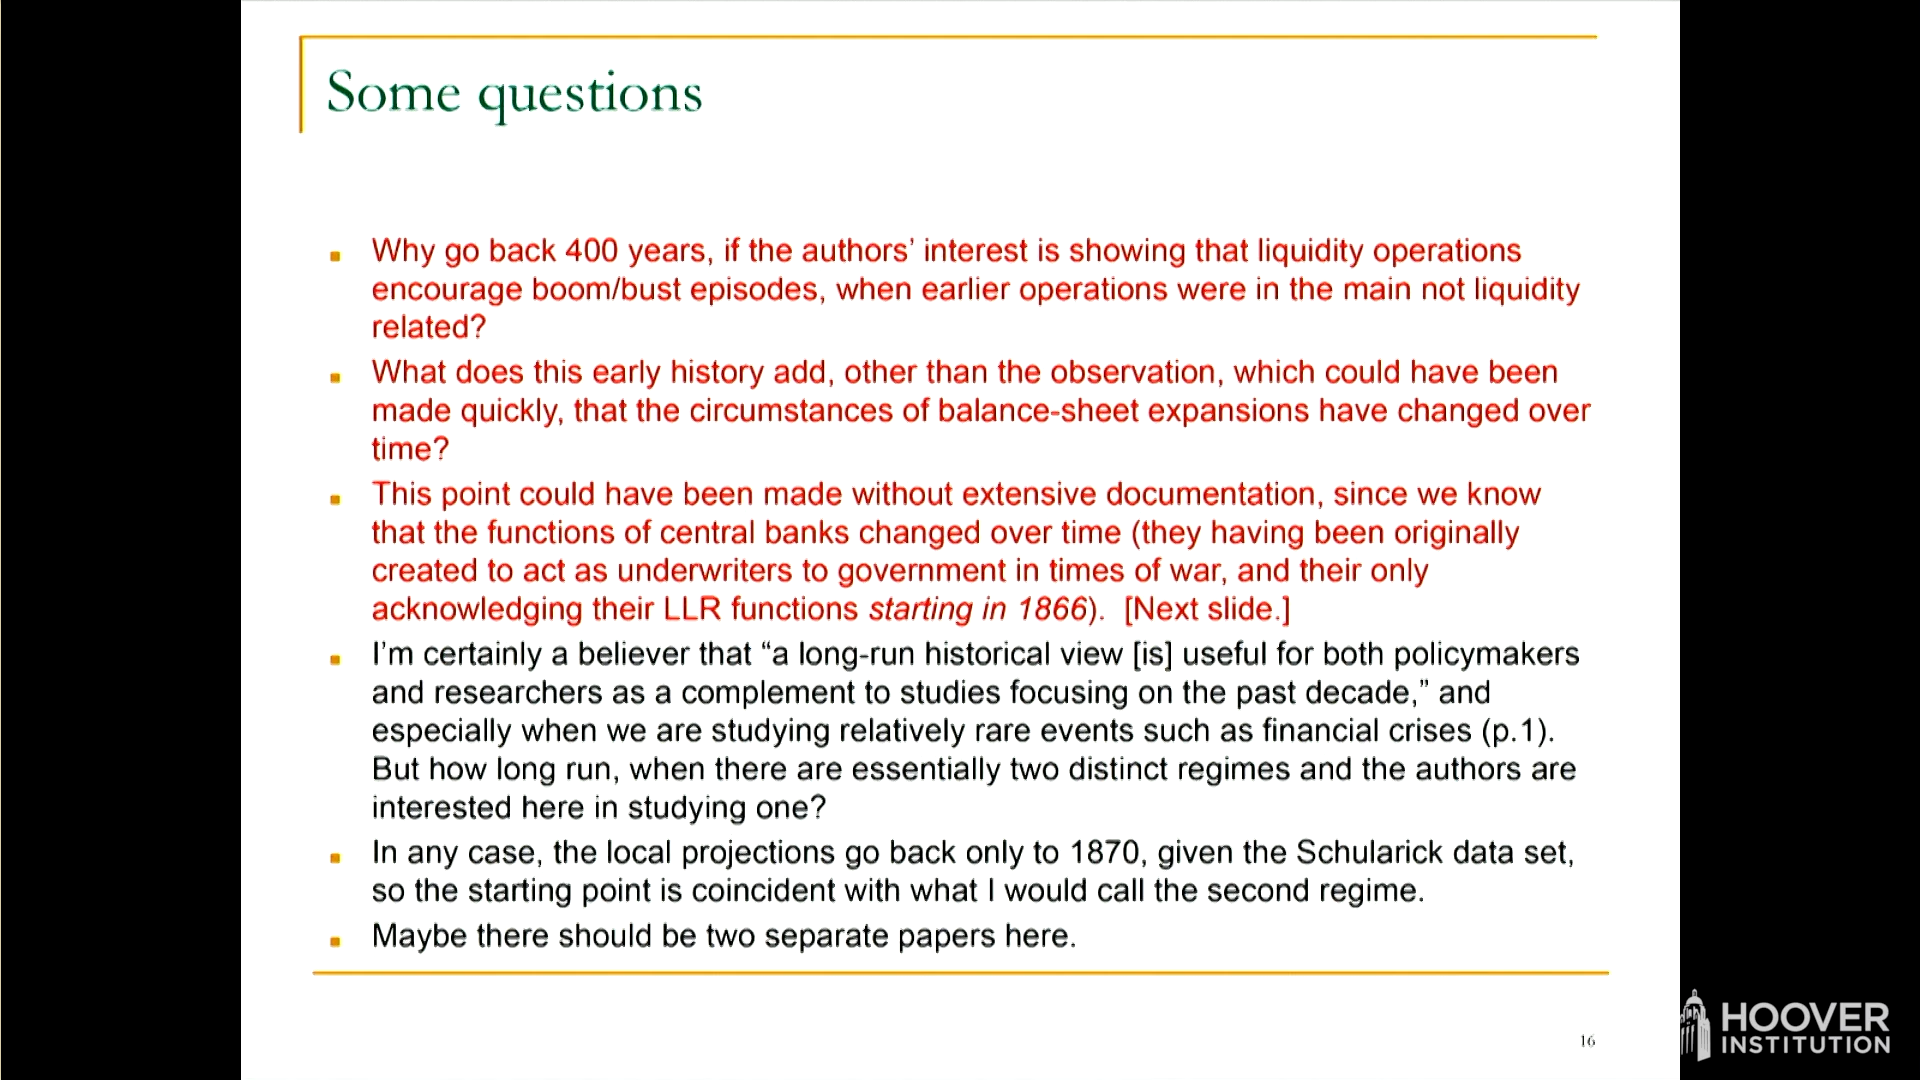 Some questions
Why go back 400 years, if the authors’ interest is showing that liquidity operations
encourage boom/bust episodes, when earlier operations were in the main not liquidity
related?
What does this early history add, other than the observation, which could have been
made quickly, that the circumstances of balance-sheet expansions have changed over
time?
This point could have been made without extensive documentation, since we know
that the functions of central banks changed over time (they having been originally
created to act as underwriters to government in times of war, and their only
acknowledging their LLR functions starting in 1866). [Next slide.]
I’m certainly a believer that “a long-run historical view [is] useful for both policymakers
and researchers as a complement to studies focusing on the past decade,” and
especially when we are studying relatively rare events such as financial crises (p.1).
But how long run, when there are essentially two distinct regimes and the authors are
interested here in studying one?
In any case, the local projections go back only to 1870, given the Schularick data set,
so the starting point is coincident with what I would call the second regime.
Maybe there should be two separate papers here.
16
HOOVER
INSTITUTION